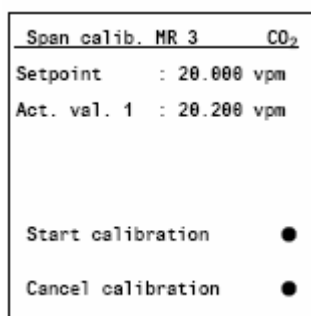 Span calib. MR 3 CO₂
Setpoint : 20.000 vpm
Act. val. 1 : 20.200 vpm
Start calibration ●
Cancel calibration ●